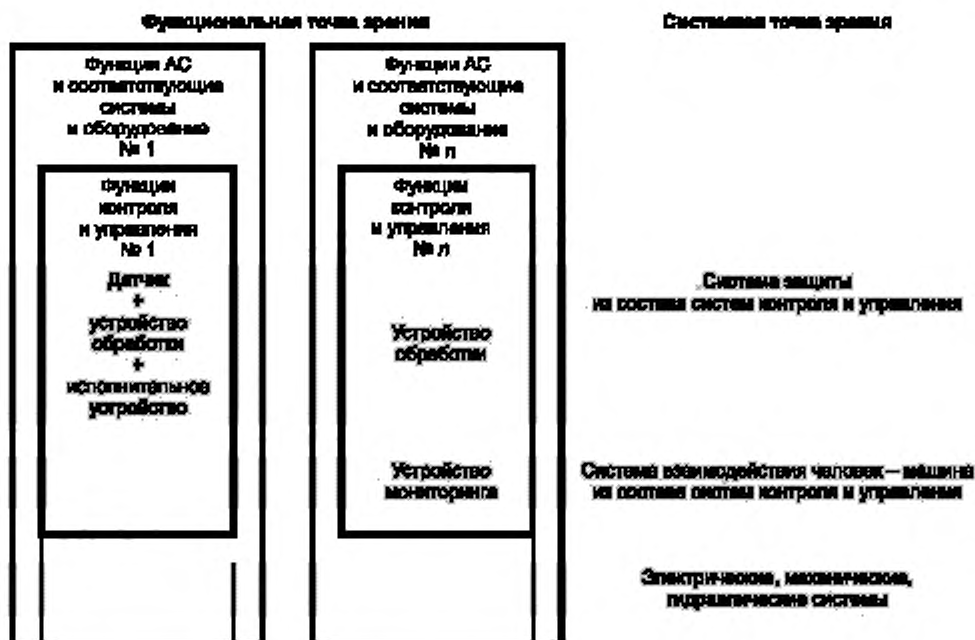 Функциональная точка зрения
Системная точка зрения
Функция АС
и соответствующие
системы
и оборудование
№ 1
Функции
контроля
и управления
№ 1
Датчик
+
устройство
обработки
+
исполнительное
устройство
Функции АС
и соответствующие
системы
и оборудование
№ n
Функции
контроля
и управления
№ n
Устройство
обработки
Устройство
мониторинга
Система защиты
из состава систем контроля и управления
Система взаимодействия человек – машина
из состава систем контроля и управления
Электрические, механические,
гидравлические системы